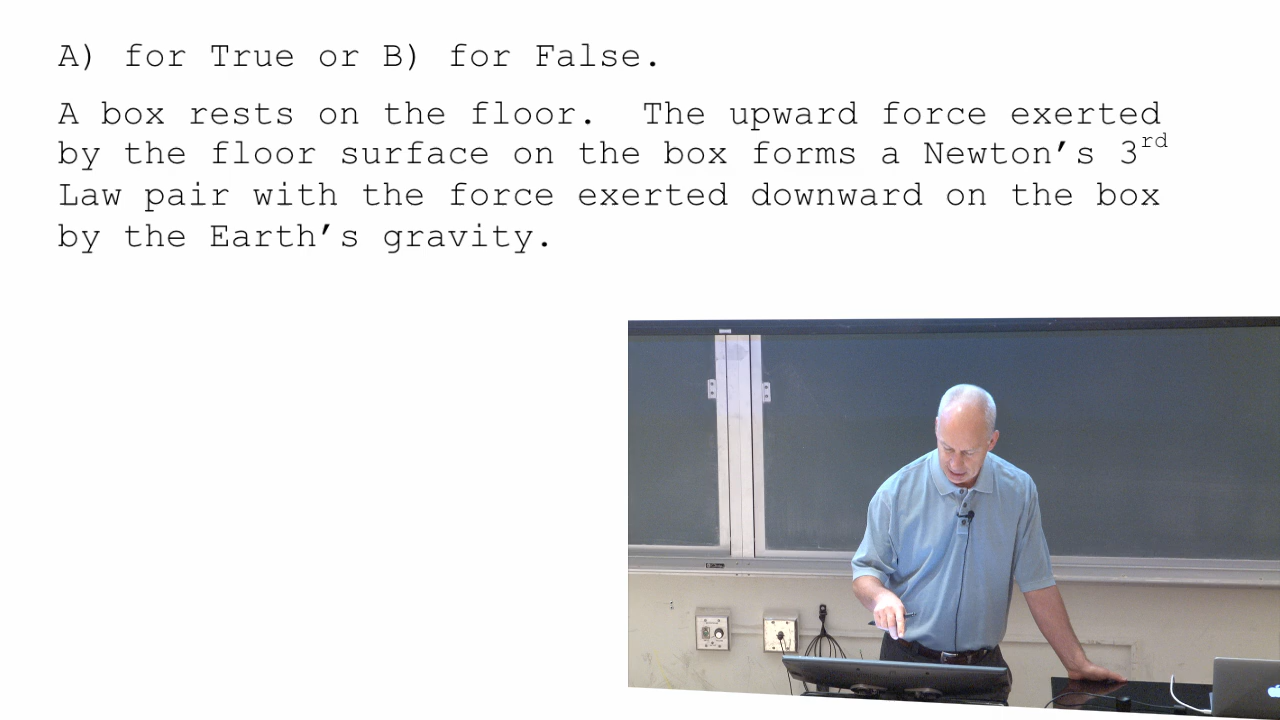 A) for True or B) for False.
A box rests on the floor.  The upward force exerted
by the floor surface on the box forms a Newton’s 3rd
Law pair with the force exerted downward on the box
by the Earth’s gravity.